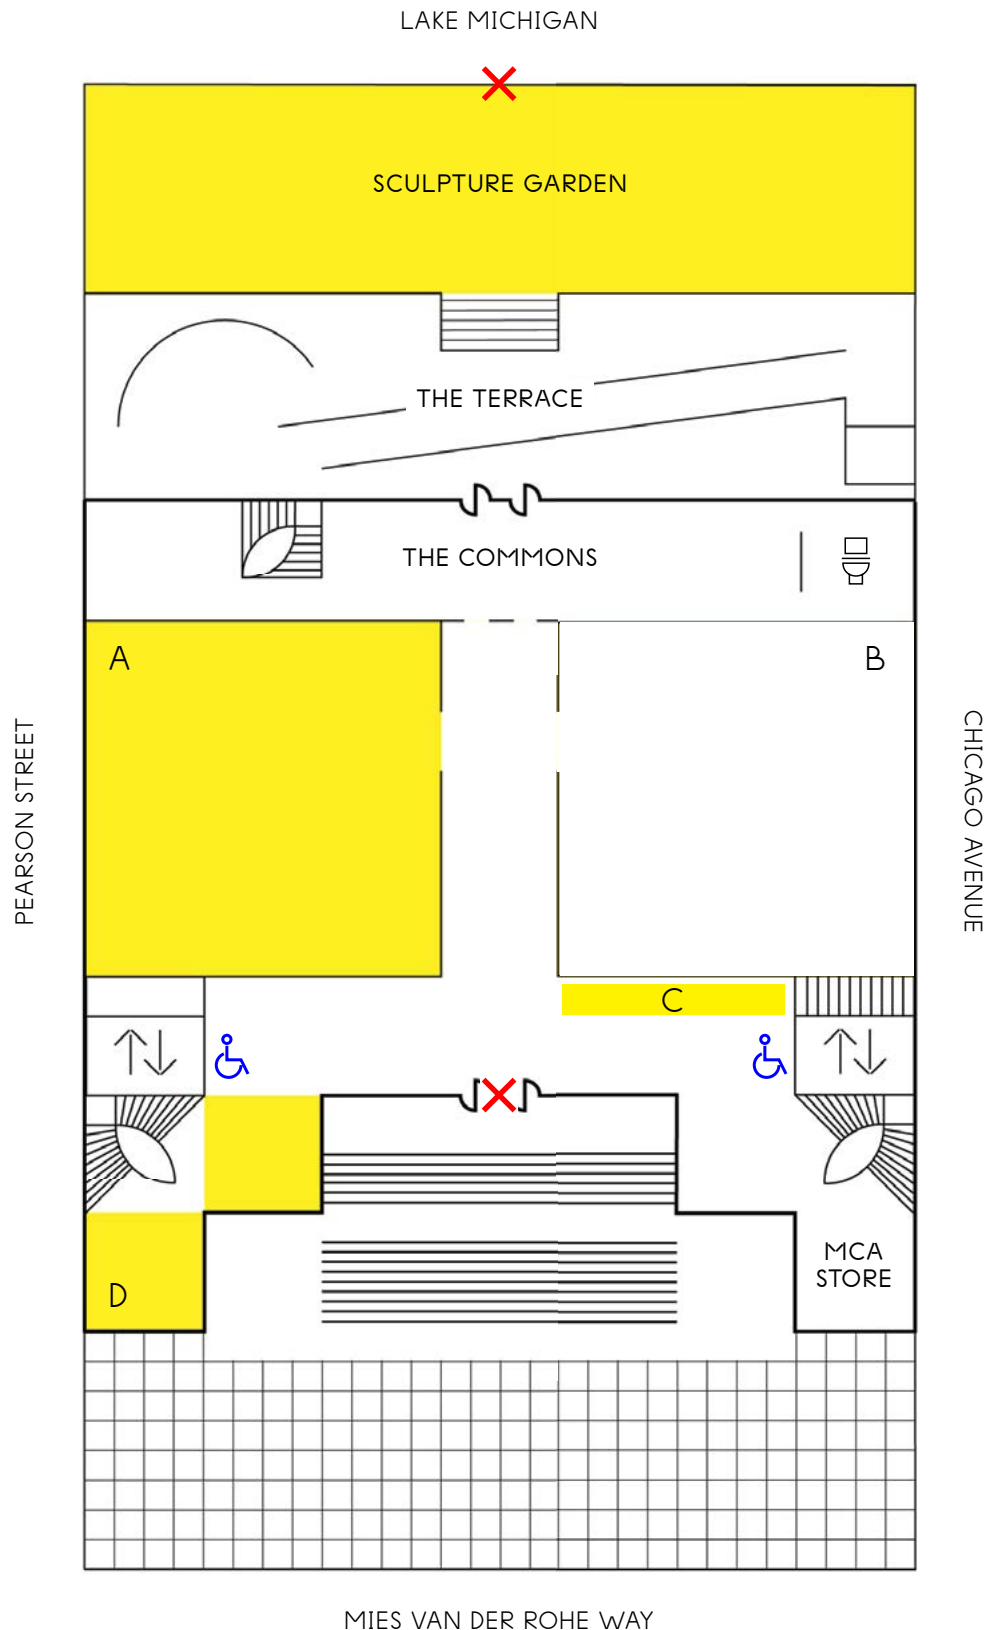 LAKE MICHIGAN
SCULPTURE GARDEN
THE TERRACE
THE COMMONS
A
B
PEARSON STREET
CHICAGO AVENUE
C
MCA
STORE
D
MIES VAN DER ROHE WAY